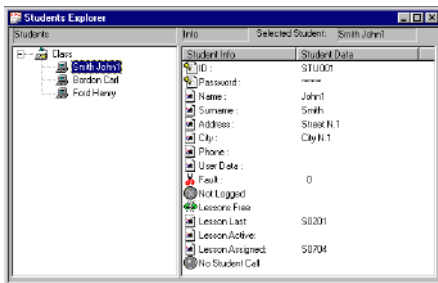 Students Explorer
Students
Info Selected Student: Smith John1
Class
Smith John1
Bordon Carl
Ford Henry
Student Info Student Data
ID : STU001
Password : ****
Name : John1
Surname : Smith
Address : Street N.1
City : City N.1
Phone :
User Data :
Fault : 0
Not Logged
Lessons Free
Lesson Last S0201
Lesson Active:
Lesson Assigned: S0704
No Student Call